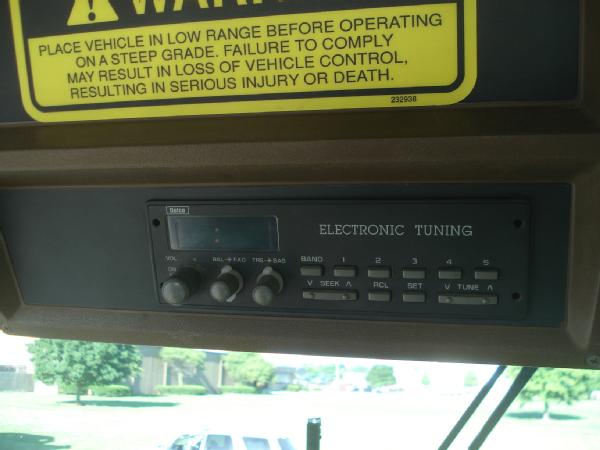 WARN
PLACE VEHICLE IN LOW RANGE BEFORE OPERATING
ON A STEEP GRADE. FAILURE TO COMPLY
MAY RESULT IN LOSS OF VEHICLE CONTROL,
RESULTING IN SERIOUS INJURY OR DEATH.
232938
Delco
ELECTRONIC TUNING
VOL BAL FAD TRB BAS
ON
BAND 1 2 3 4 5
V SEEK Λ RCL SET V TUNE Λ